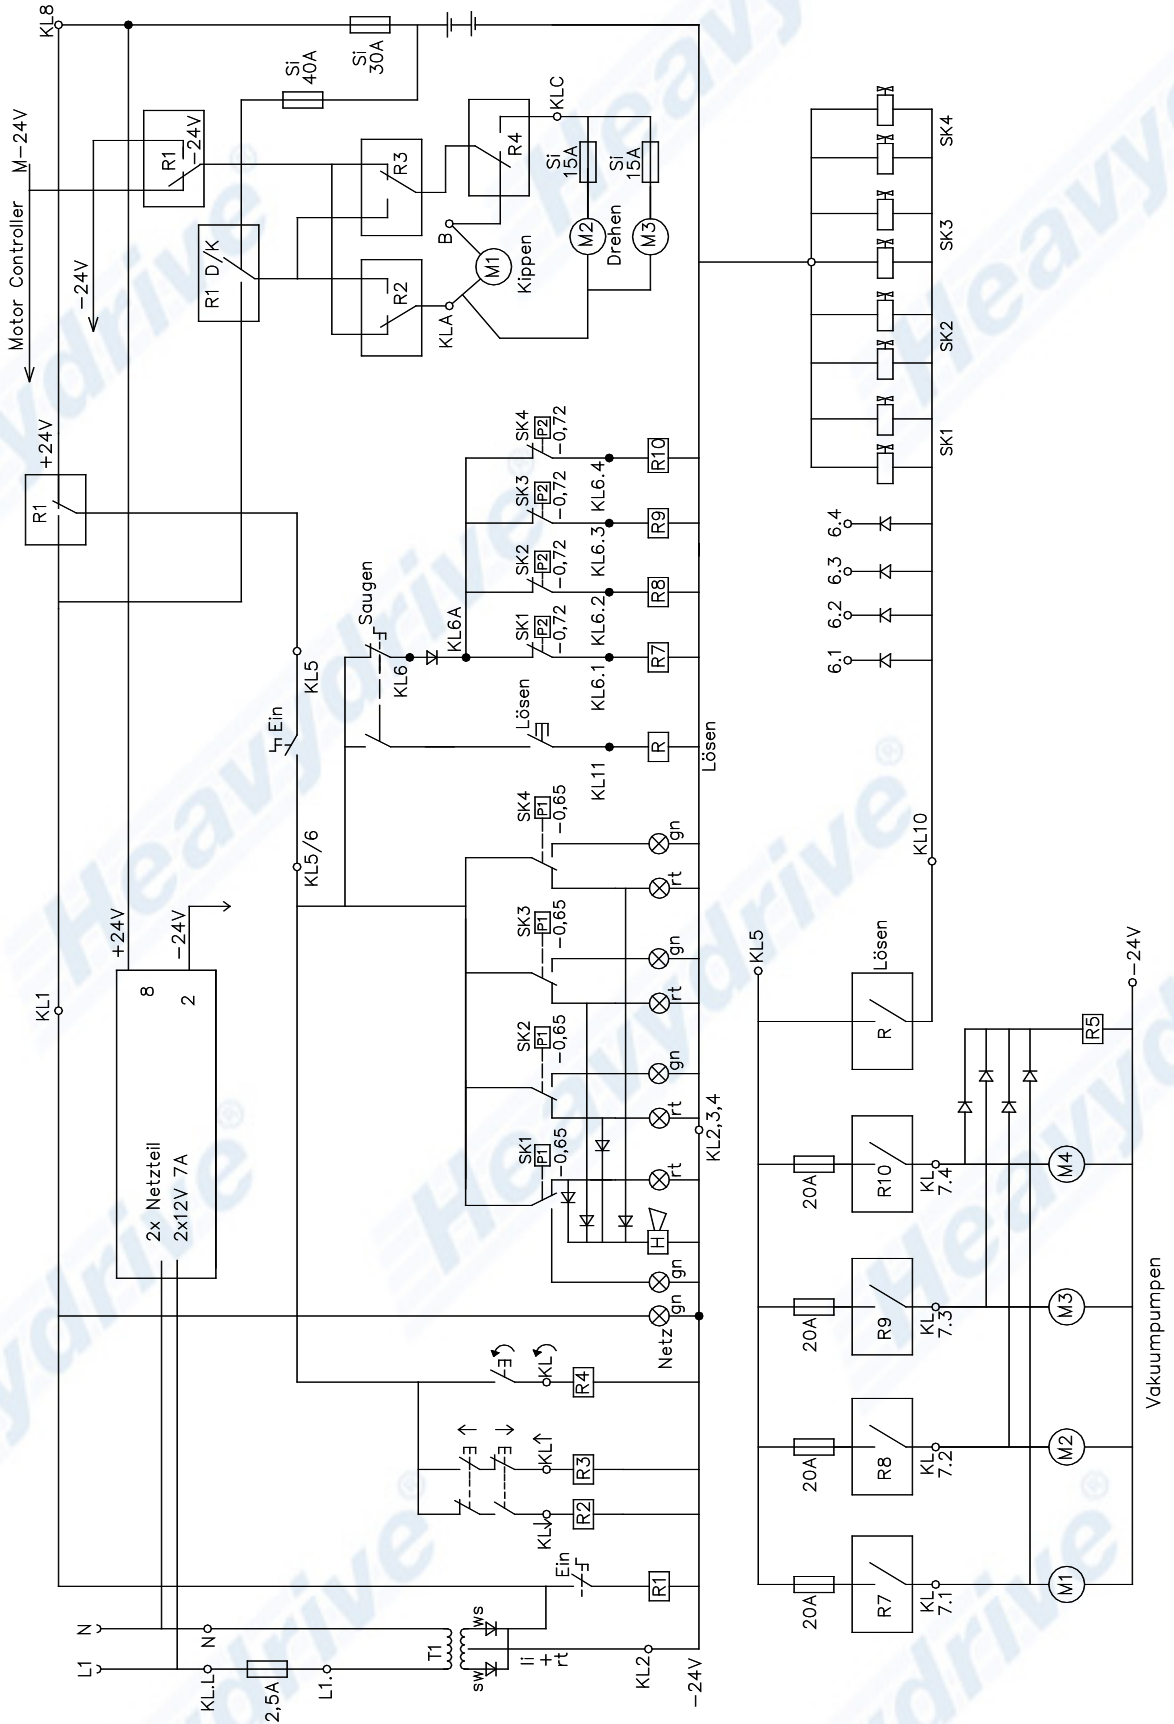 KL8
Motor Controller M-24V
-24V
R1
-24V
Si
40A
Si
30A
R1 D/K
R3
R4
KLC
Si
15A
Si
15A
B
M1
Kippen
M2
Drehen
M3
R2
KLA
+24V
R1
Saugen
KL6
KL6A
SK1
P2
-0,72
KL6.1
R7
SK2
P2
-0,72
KL6.2
R8
SK3
P2
-0,72
KL6.3
R9
SK4
P2
-0,72
KL6.4
R10
SK1
SK2
SK3
SK4
6.1
6.2
6.3
6.4
KL5
Ein
KL5/6
Lösen
KL11
R
Lösen
KL1
+24V
-24V
8
2
2x Netzteil
2x12V 7A
SK4
P1
-0,65
gn
rt
SK3
P1
-0,65
gn
rt
SK2
P1
-0,65
gn
rt
SK1
P1
-0,65
rt
H
gn
gn
Netz
KL2,3,4
E
KL
R4
E
E
KL
R3
KL
R2
Ein
R1
L1
N
KL.L
N
2,5A
L1.
T1
sw
ws
li
+
rt
KL2
-24V
KL5
KL10
Lösen
R
-24V
R5
20A
R10
KL
7.4
M4
20A
R9
KL
7.3
M3
20A
R8
KL
7.2
M2
20A
R7
KL
7.1
M1
Vakuumpumpen
Heavydrive®